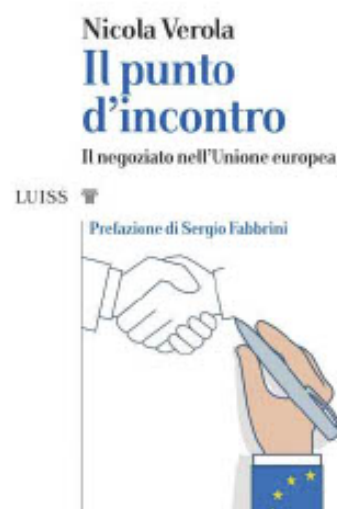 Nicola Verola
Il punto
d'incontro
Il negoziato nell'Unione europea
LUISS
Prefazione di Sergio Fabbrini